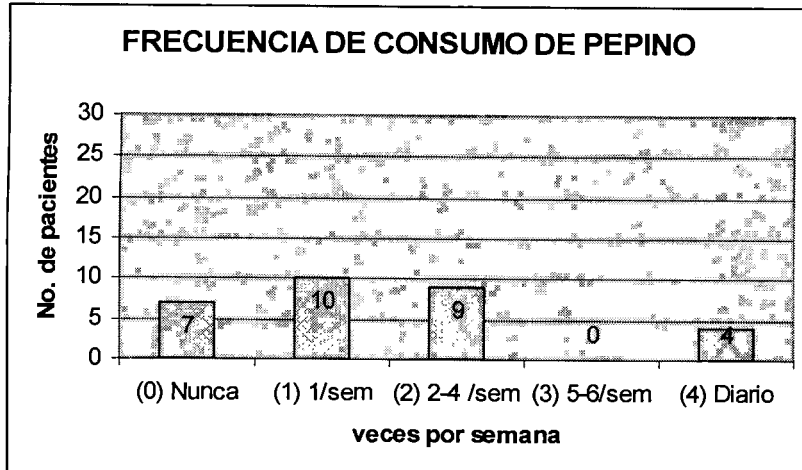 FRECUENCIA DE CONSUMO DE PEPINO
No. de pacientes
30
25
20
15
10
5
0
7
10
9
0
4
(0) Nunca
(1) 1/sem
(2) 2-4 /sem
(3) 5-6/sem
(4) Diario
veces por semana